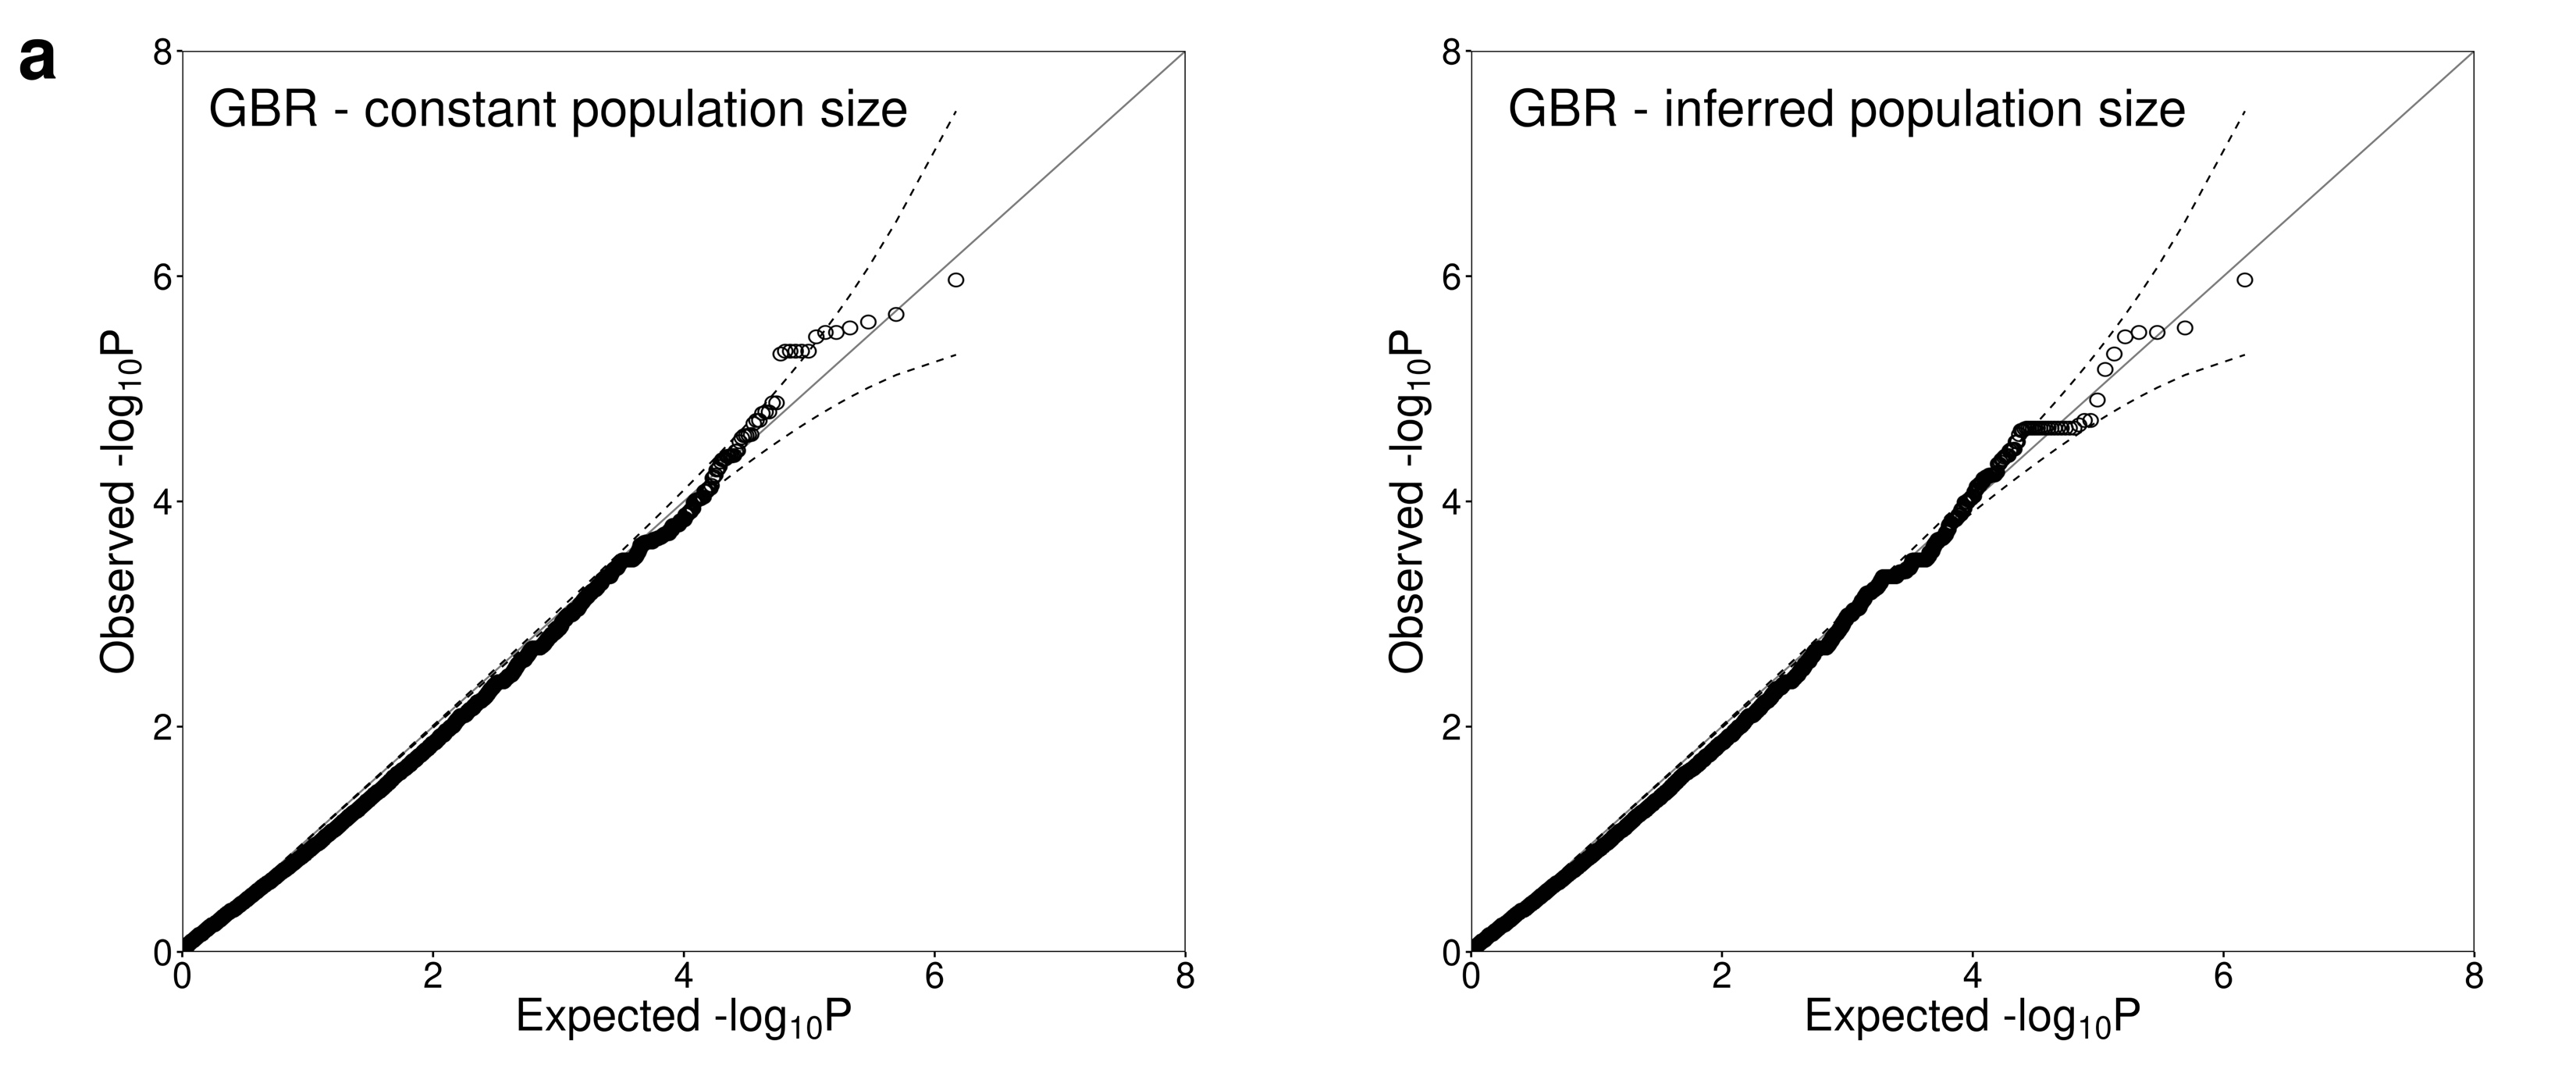 a
GBR - constant population size
8
6
4
2
0
0 2 4 6 8
Observed -log₁₀P
Expected -log₁₀P
GBR - inferred population size
8
6
4
2
0
0 2 4 6 8
Observed -log₁₀P
Expected -log₁₀P